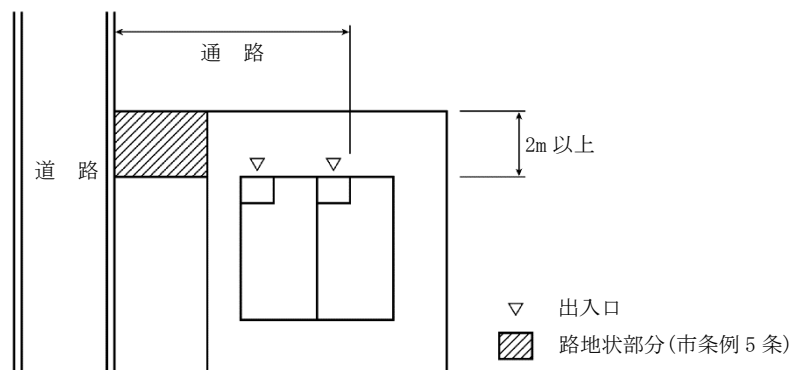 通　路
2m 以上
道　路
▽　出入口
路地状部分(市条例 5 条)